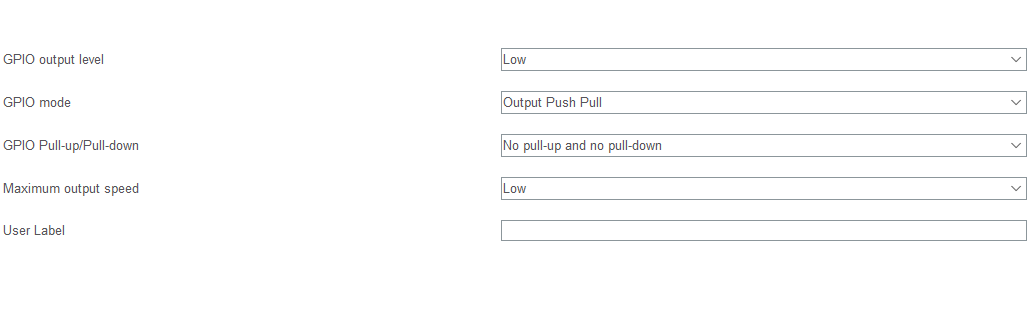 GPIO output level Low
GPIO mode Output Push Pull
GPIO Pull-up/Pull-down No pull-up and no pull-down
Maximum output speed Low
User Label